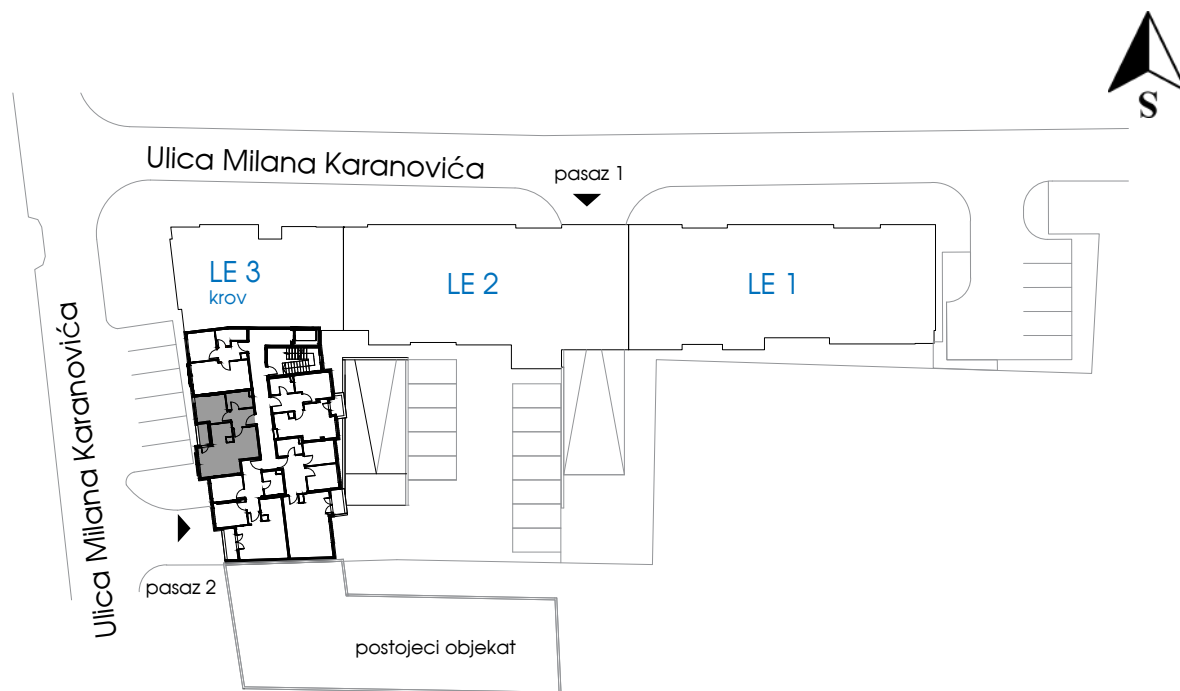 S
Ulica Milana Karanovića
pasaz 1
LE 3
krov
LE 2
LE 1
Ulica Milana Karanovića
pasaz 2
postojeci objekat